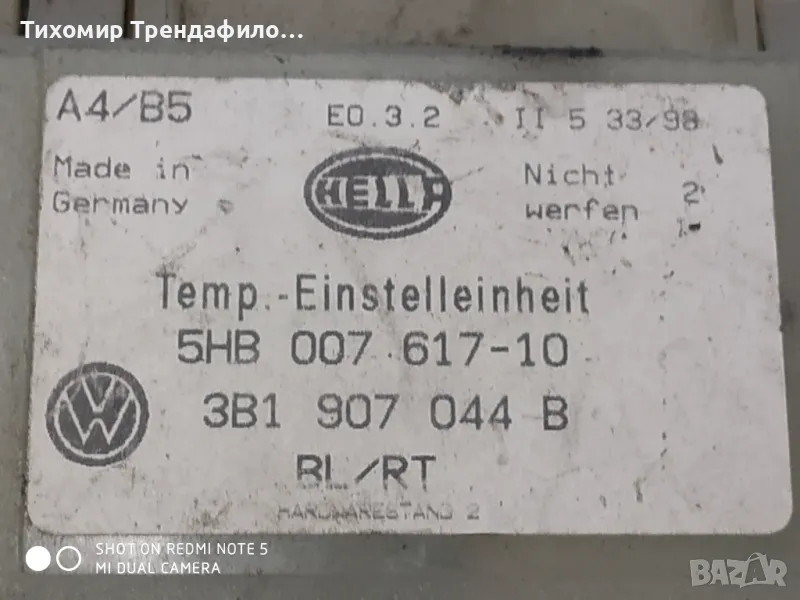 Тихомир Трендафило...
A4/B5
E0.3.2
II 5 33/98
Made in
Germany
HELLA
Nicht
werfen
2
Temp.-Einstelleinheit
5HB 007 617-10
3B1 907 044 B
BL/RT
HARDWARESTAND 2
SHOT ON REDMI NOTE 5
MI DUAL CAMERA
BAZAR